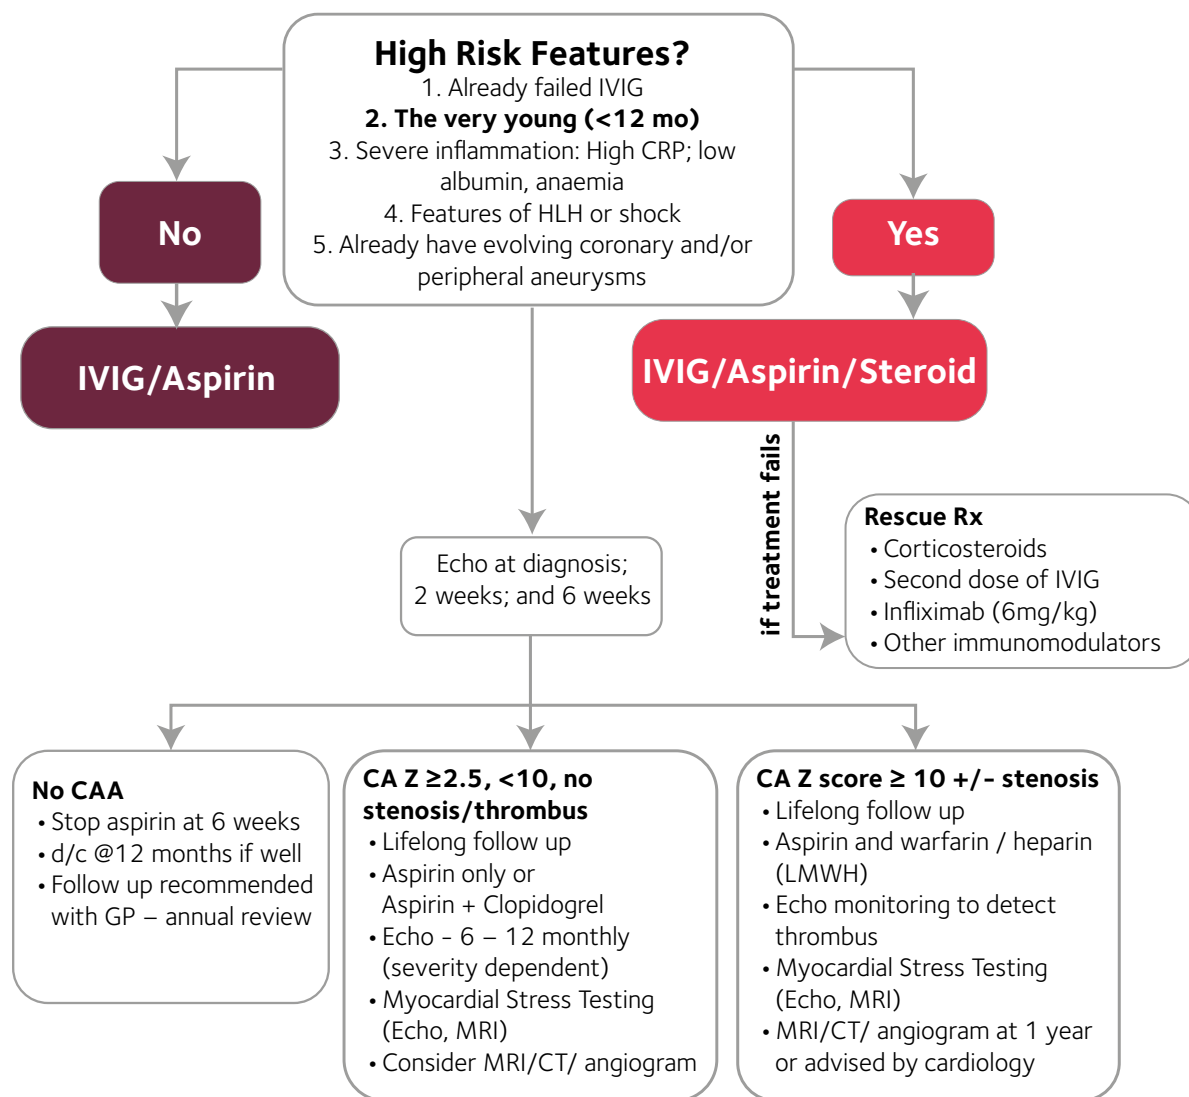 High Risk Features?
1. Already failed IVIG
2. The very young (<12 mo)
3. Severe inflammation: High CRP; low
albumin, anaemia
4. Features of HLH or shock
5. Already have evolving coronary and/or
peripheral aneurysms
No
Yes
IVIG/Aspirin
IVIG/Aspirin/Steroid
if treatment fails
Rescue Rx
• Corticosteroids
• Second dose of IVIG
• Infliximab (6mg/kg)
• Other immunomodulators
Echo at diagnosis;
2 weeks; and 6 weeks
No CAA
• Stop aspirin at 6 weeks
• d/c @12 months if well
• Follow up recommended
with GP – annual review
CA Z ≥2.5, <10, no
stenosis/thrombus
• Lifelong follow up
• Aspirin only or
Aspirin + Clopidogrel
• Echo - 6 – 12 monthly
(severity dependent)
• Myocardial Stress Testing
(Echo, MRI)
• Consider MRI/CT/ angiogram
CA Z score ≥ 10 +/- stenosis
• Lifelong follow up
• Aspirin and warfarin / heparin
(LMWH)
• Echo monitoring to detect
thrombus
• Myocardial Stress Testing
(Echo, MRI)
• MRI/CT/ angiogram at 1 year
or advised by cardiology